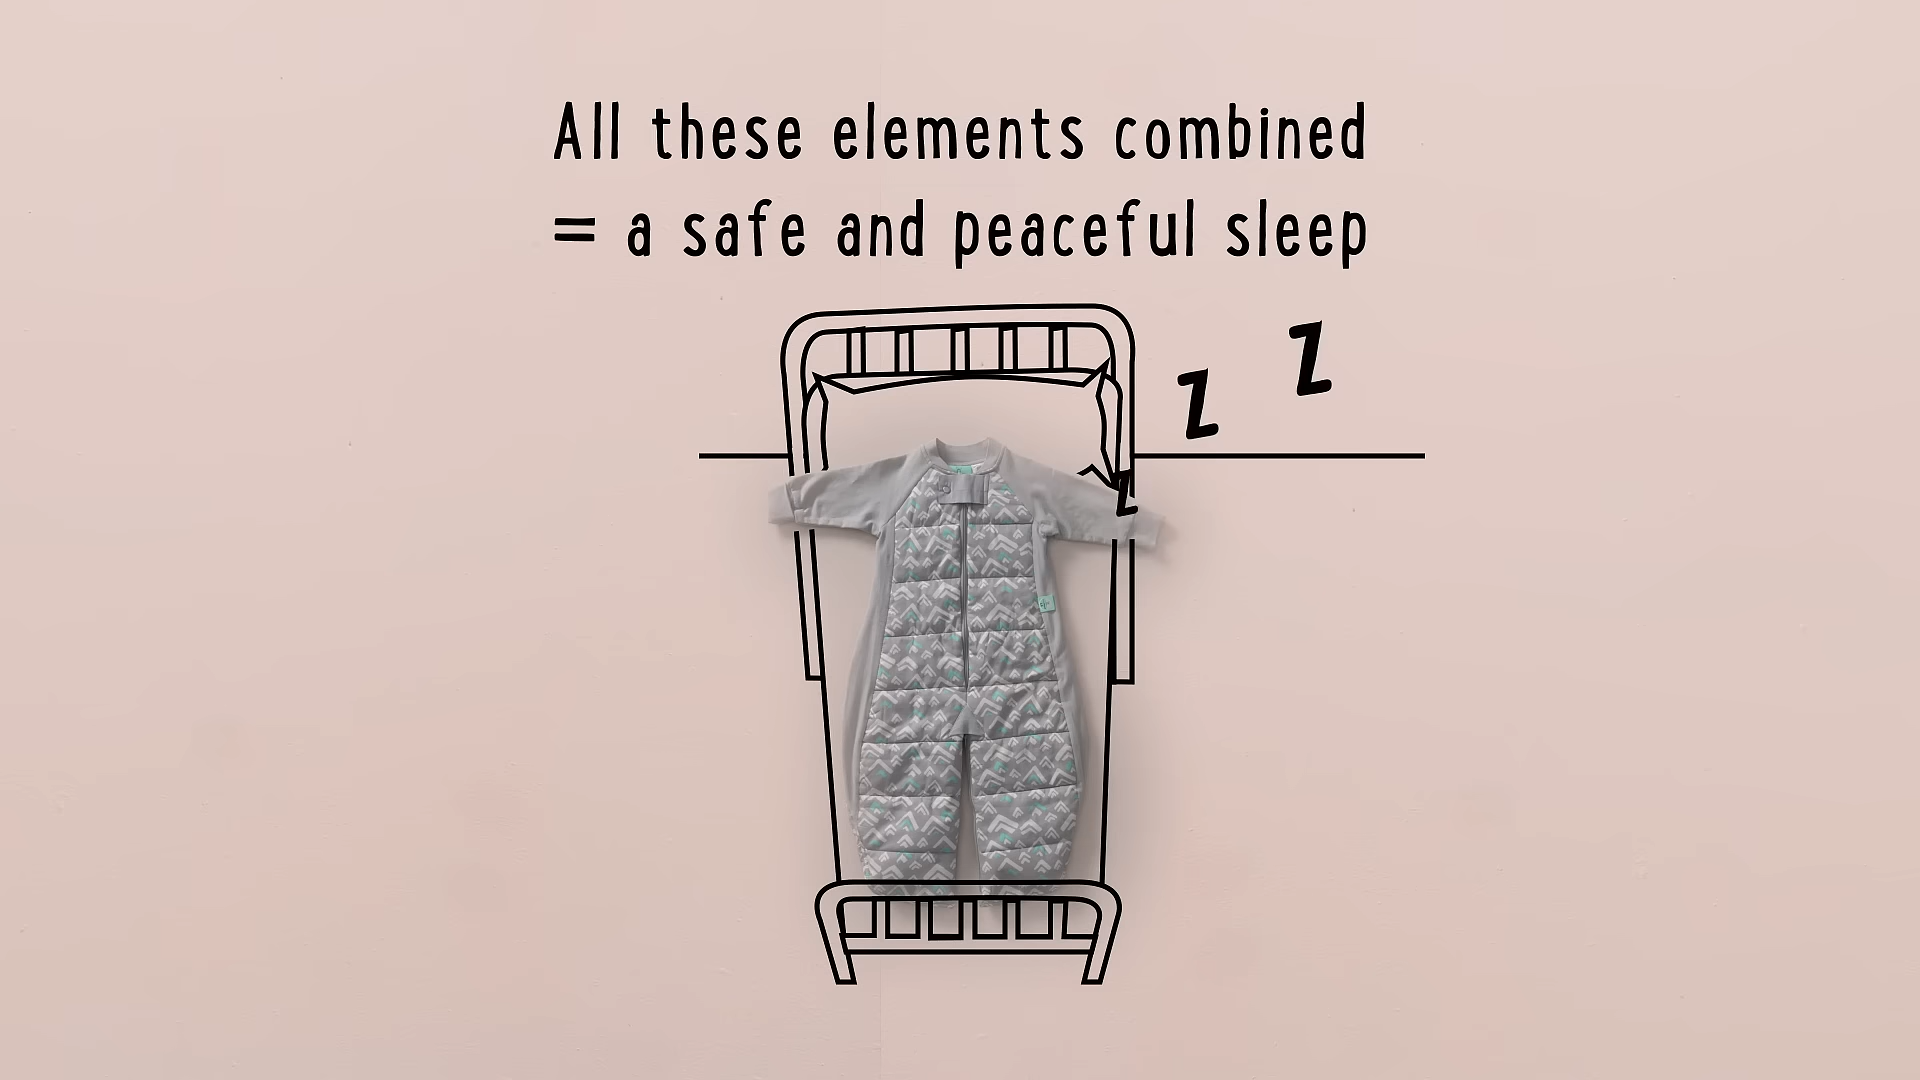 All these elements combined
= a safe and peaceful sleep
z
z
z